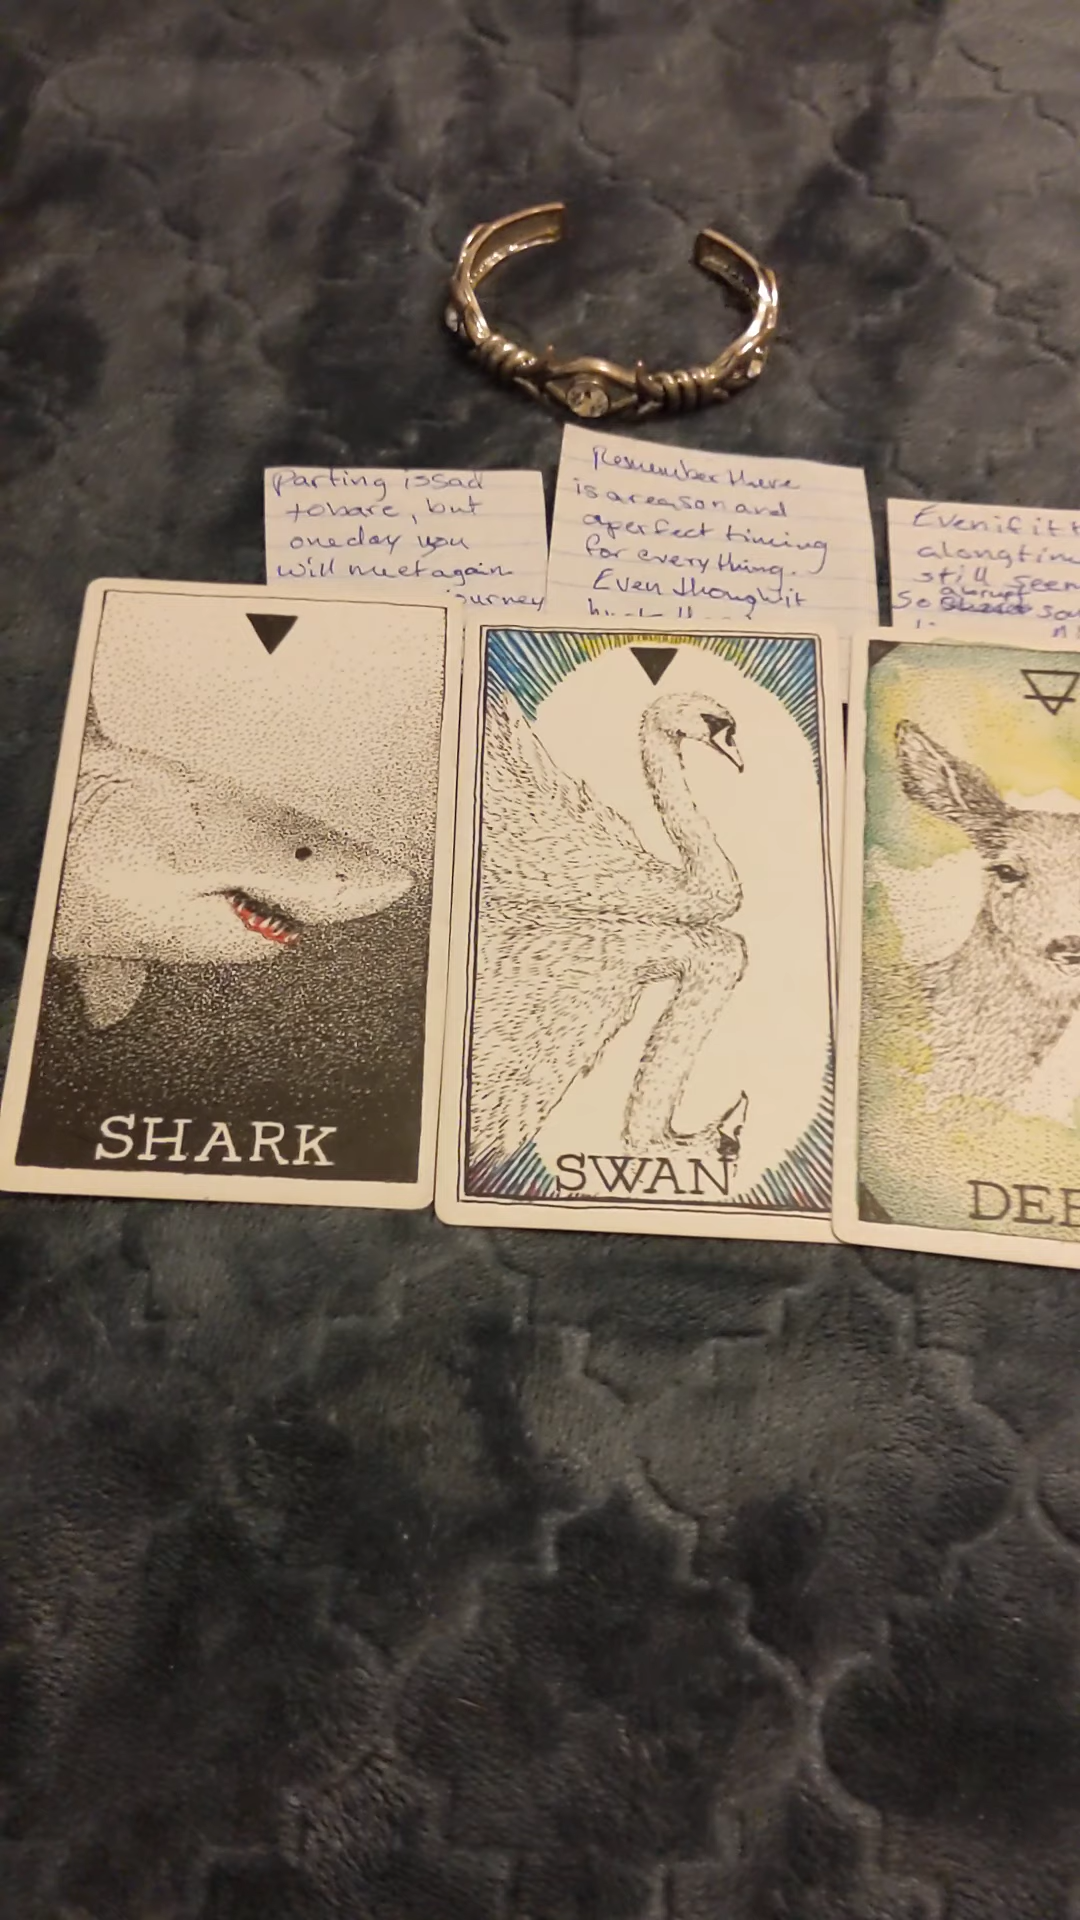 Parting is sad
to bare, but
one day you
will meet again
journey
Remember there
is a reason and
a perfect timing
for everything.
Even though it
Even if it
a long tim
still seem
abrupt
So
SHARK
SWAN
DEE